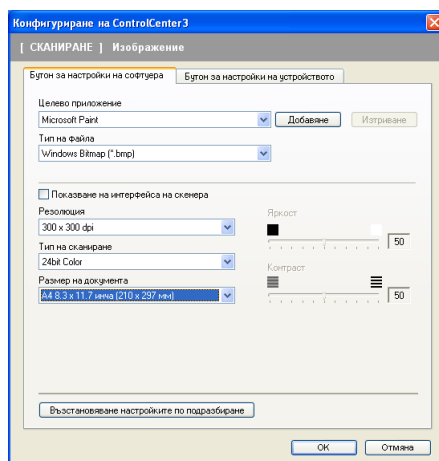 Конфигуриране на ControlCenter3
[ СКАНИРАНЕ ] Изображение
Бутон за настройки на софтуера
Бутон за настройки на устройството
Целево приложение
Microsoft Paint
Добавяне
Изтриване
Тип на файла
Windows Bitmap (*.bmp)
Показване на интерфейса на скенера
Резолюция
Яркост
300 x 300 dpi
50
Тип на сканиране
24bit Color
Контраст
Размер на документа
A4 8.3 x 11.7 инча (210 x 297 мм)
50
Възстановяване настройките по подразбиране
OK
Отмяна